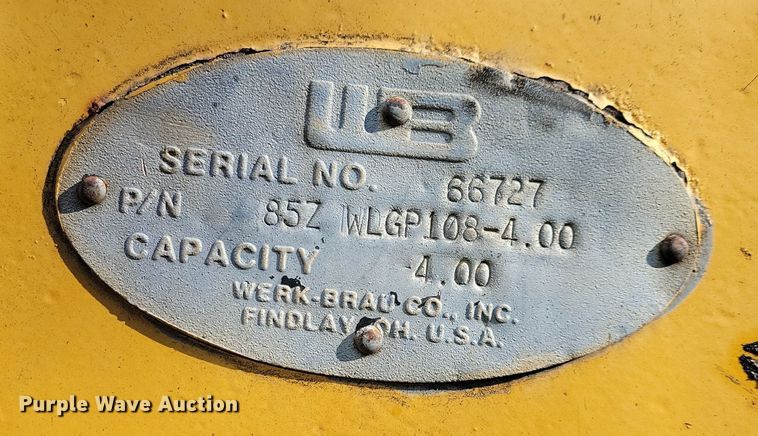 WB
SERIAL NO. 66727
P/N 85Z WLGP108-4.00
CAPACITY 4.00
WERK-BRAU CO., INC.
FINDLAY, OH. U.S.A.
Purple Wave Auction